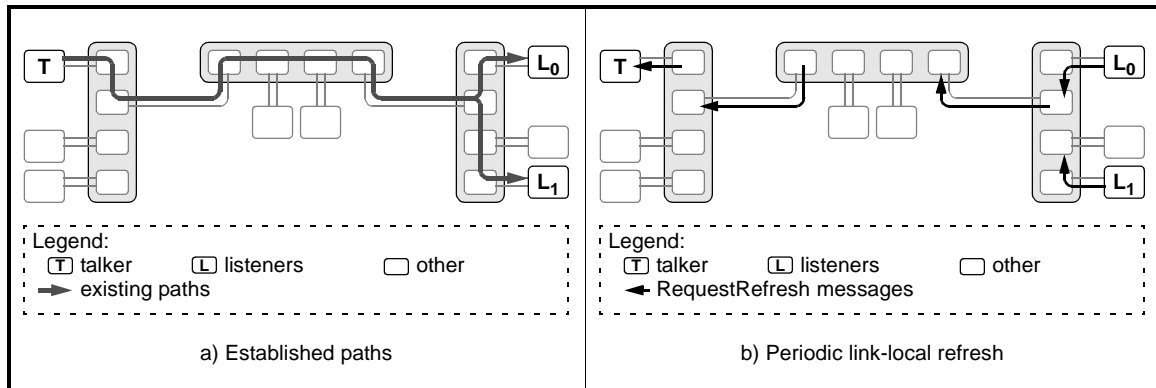 T
L0
L1
Legend:
T talker L listeners other
existing paths
a) Established paths
T
L0
L1
Legend:
T talker L listeners other
RequestRefresh messages
b) Periodic link-local refresh